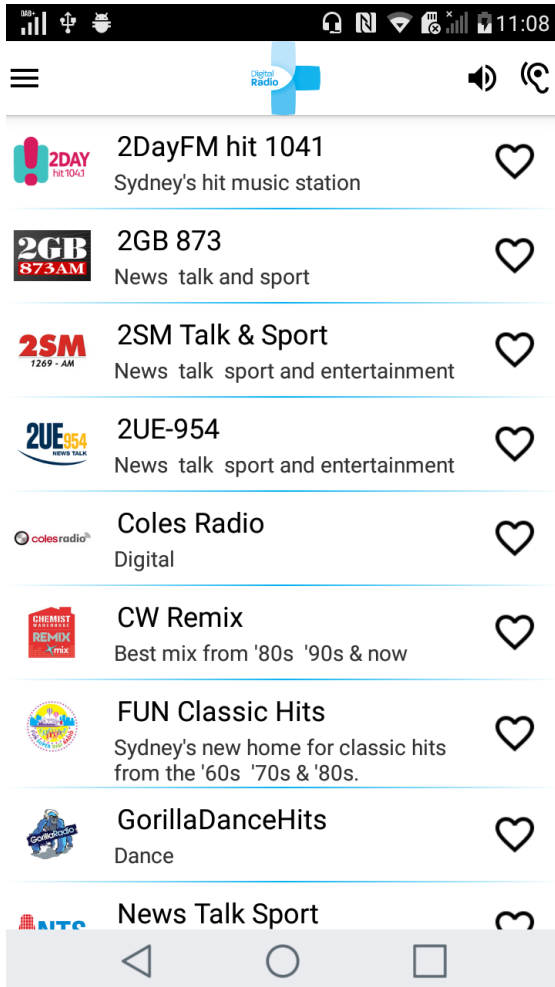 DAB+
11:08
Digital
Radio
2DAY
hit 104.1
2DayFM hit 1041
Sydney's hit music station
2GB
873AM
2GB 873
News talk and sport
2SM
1269 - AM
2SM Talk & Sport
News talk sport and entertainment
2UE 954
NEWS TALK
2UE-954
News talk sport and entertainment
colesradio
Coles Radio
Digital
CHEMIST
WAREHOUSE
REMIX
mix
CW Remix
Best mix from '80s '90s & now
FUN Classic Hits
Sydney's new home for classic hits
from the '60s '70s & '80s.
GorillaRadio
GorillaDanceHits
Dance
NTS
News Talk Sport